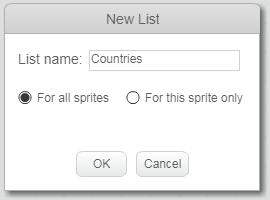 New List
List name: Countries
For all sprites For this sprite only
OK Cancel